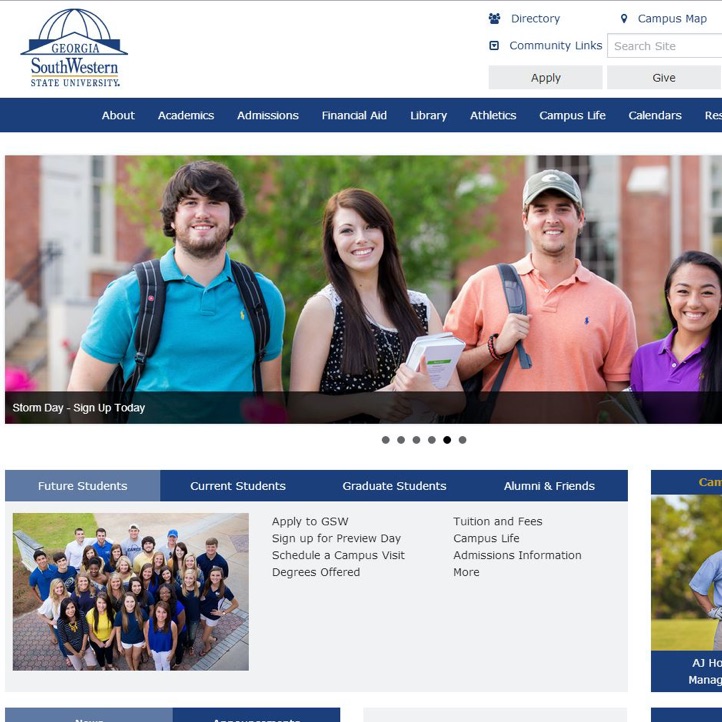 GEORGIA
SouthWestern
STATE UNIVERSITY.
Directory
Campus Map
Community Links
Search Site
Apply
Give
About Academics Admissions Financial Aid Library Athletics Campus Life Calendars Res
Storm Day - Sign Up Today
Future Students Current Students Graduate Students Alumni & Friends
Cam
Apply to GSW
Sign up for Preview Day
Schedule a Campus Visit
Degrees Offered
Tuition and Fees
Campus Life
Admissions Information
More
AJ Ho
Manag
News Announcements